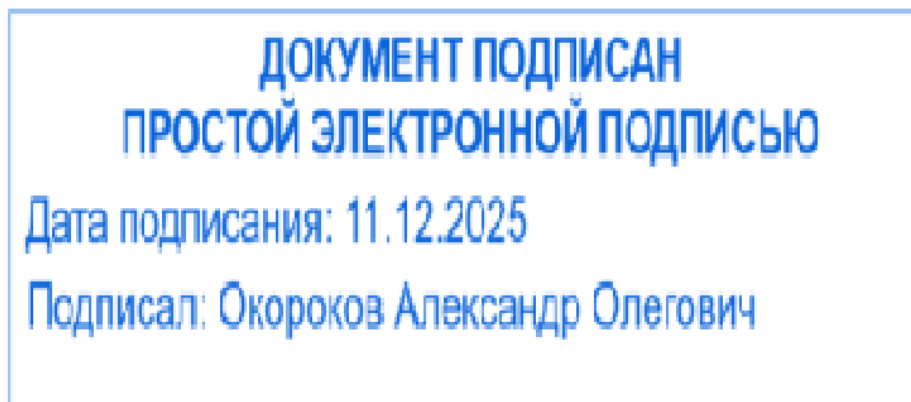 ДОКУМЕНТ ПОДПИСАН
ПРОСТОЙ ЭЛЕКТРОННОЙ ПОДПИСЬЮ
Дата подписания: 11.12.2025
Подписал: Окороков Александр Олегович